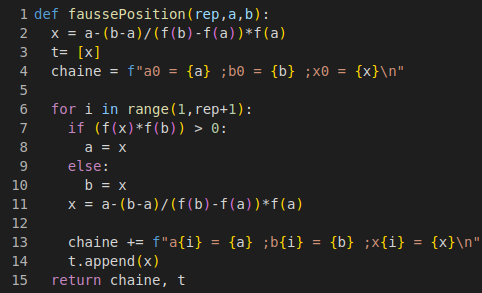 1 def faussePosition(rep,a,b):
2   x = a-(b-a)/(f(b)-f(a))*f(a)
3   t= [x]
4   chaine = f"a0 = {a} ;b0 = {b} ;x0 = {x}\n"
5
6   for i in range(1,rep+1):
7     if (f(x)*f(b)) > 0:
8       a = x
9     else:
10       b = x
11     x = a-(b-a)/(f(b)-f(a))*f(a)
12
13     chaine += f"a{i} = {a} ;b{i} = {b} ;x{i} = {x}\n"
14     t.append(x)
15   return chaine, t